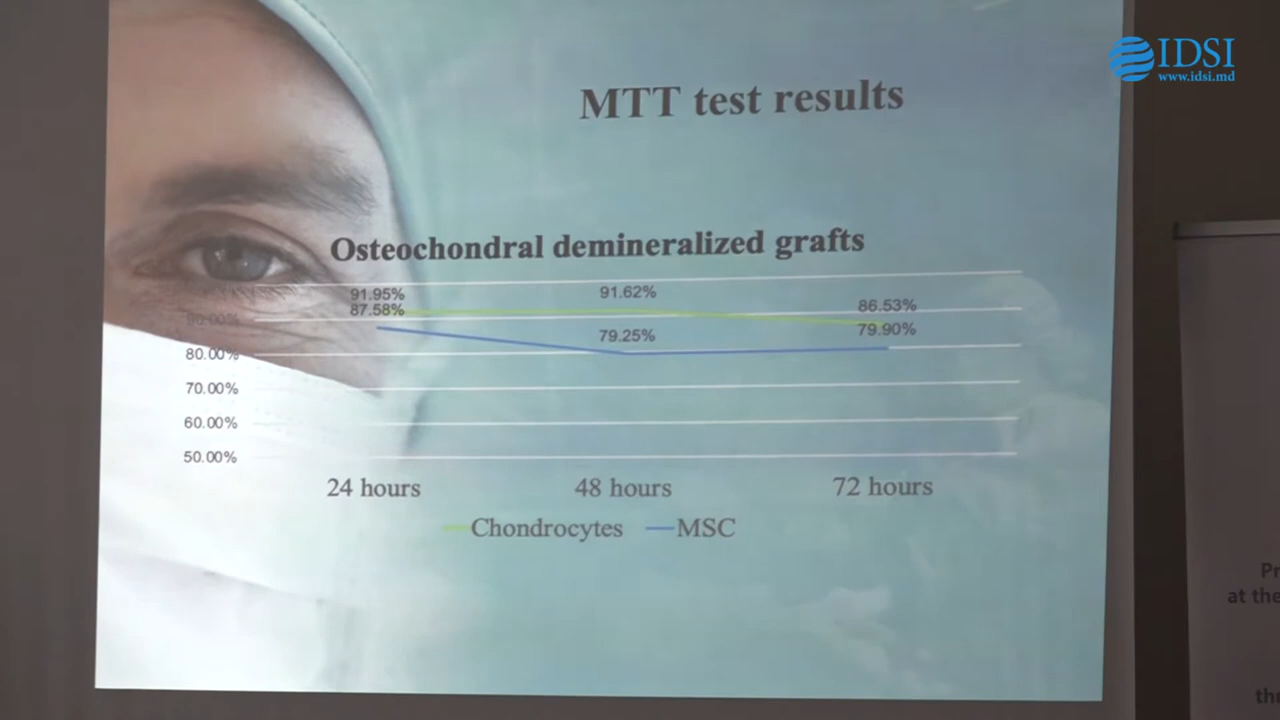 IDSI
www.idsi.md
MTT test results
Osteochondral demineralized grafts
91.95%
91.62%
86.53%
87.58%
79.25%
79.90%
90.00%
80.00%
70.00%
60.00%
50.00%
24 hours
48 hours
72 hours
Chondrocytes
MSC
at the